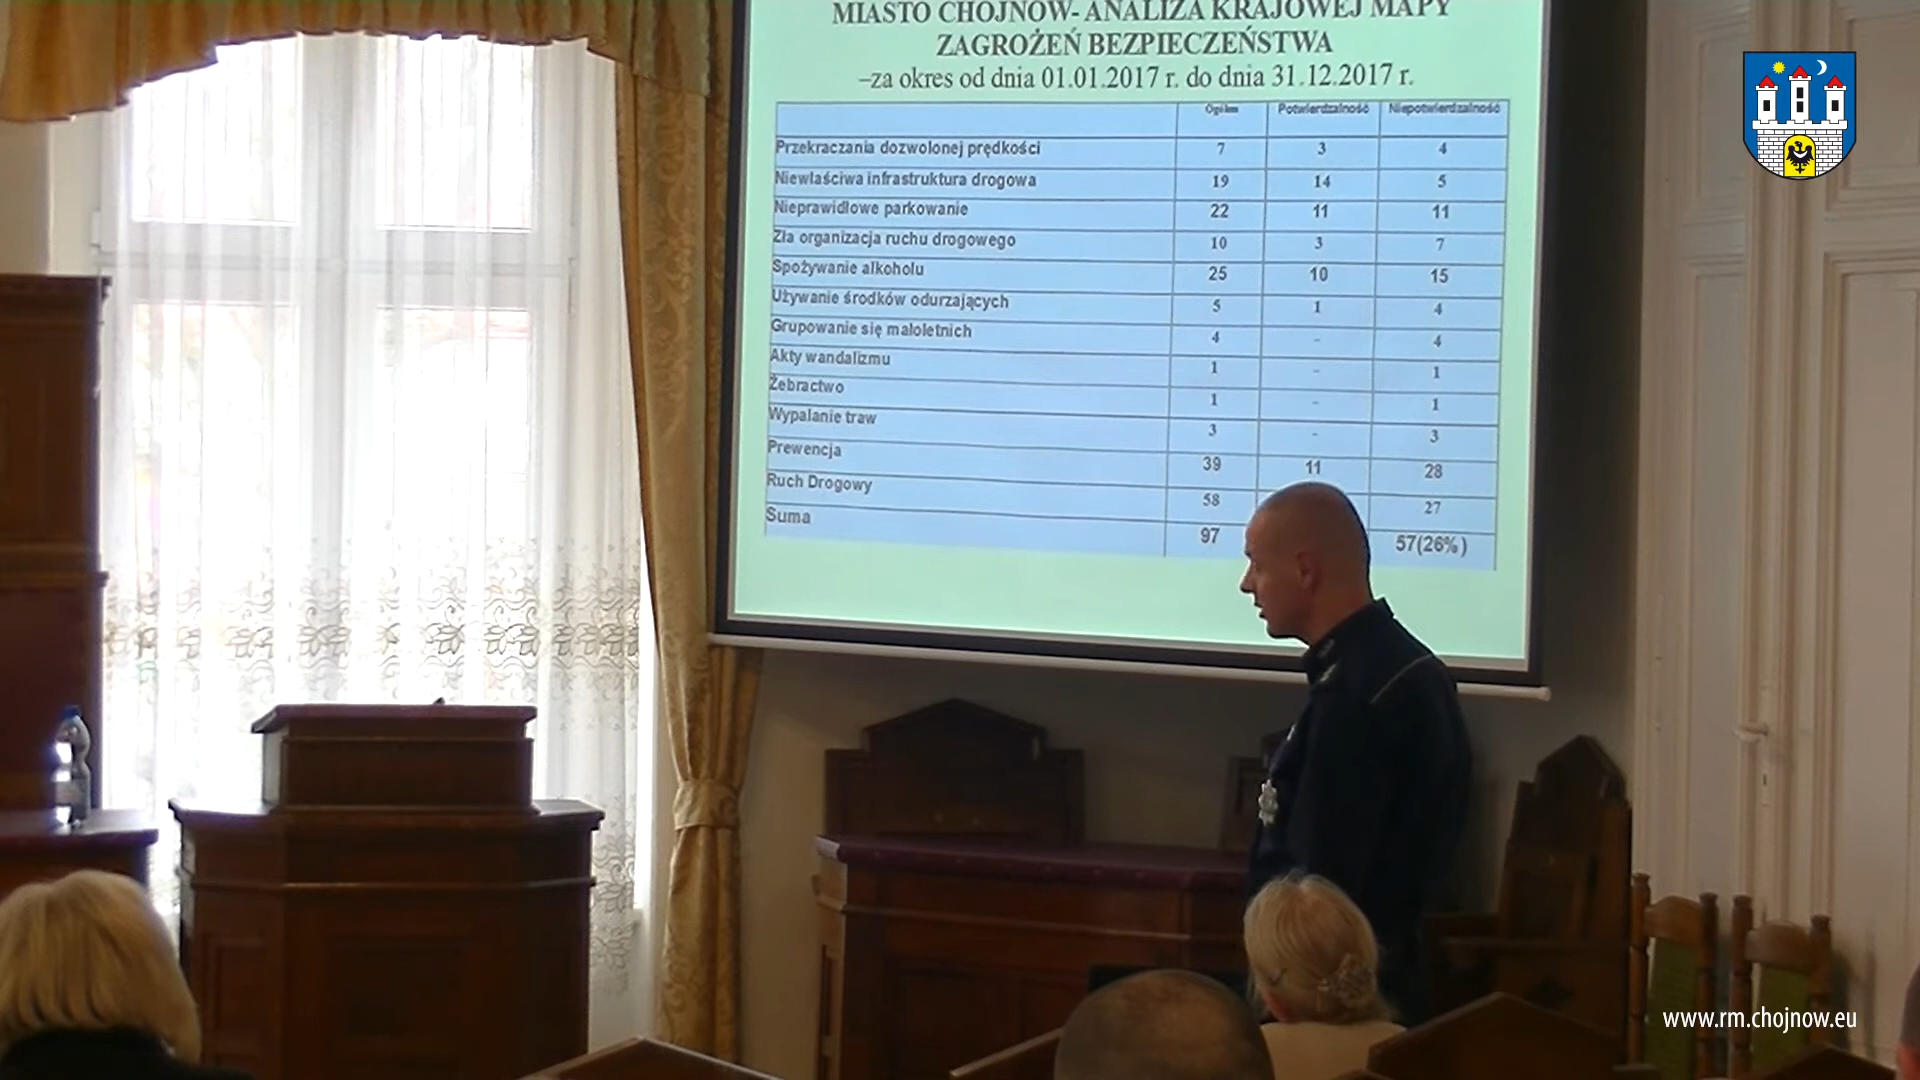 MIASTO CHOJNÓW- ANALIZA KRAJOWEJ MAPY
ZAGROŻEŃ BEZPIECZEŃSTWA
–za okres od dnia 01.01.2017 r. do dnia 31.12.2017 r.
Ogółem Potwierdzalność Niepotwierdzalność
Przekraczania dozwolonej prędkości 7 3 4
Niewłaściwa infrastruktura drogowa 19 14 5
Nieprawidłowe parkowanie 22 11 11
Zła organizacja ruchu drogowego 10 3 7
Spożywanie alkoholu 25 10 15
Używanie środków odurzających 5 1 4
Grupowanie się małoletnich 4 - 4
Akty wandalizmu 1 - 1
Żebractwo 1 - 1
Wypalanie traw 3 - 3
Prewencja 39 11 28
Ruch Drogowy 58 27
Suma 97 57(26%)
www.rm.chojnow.eu